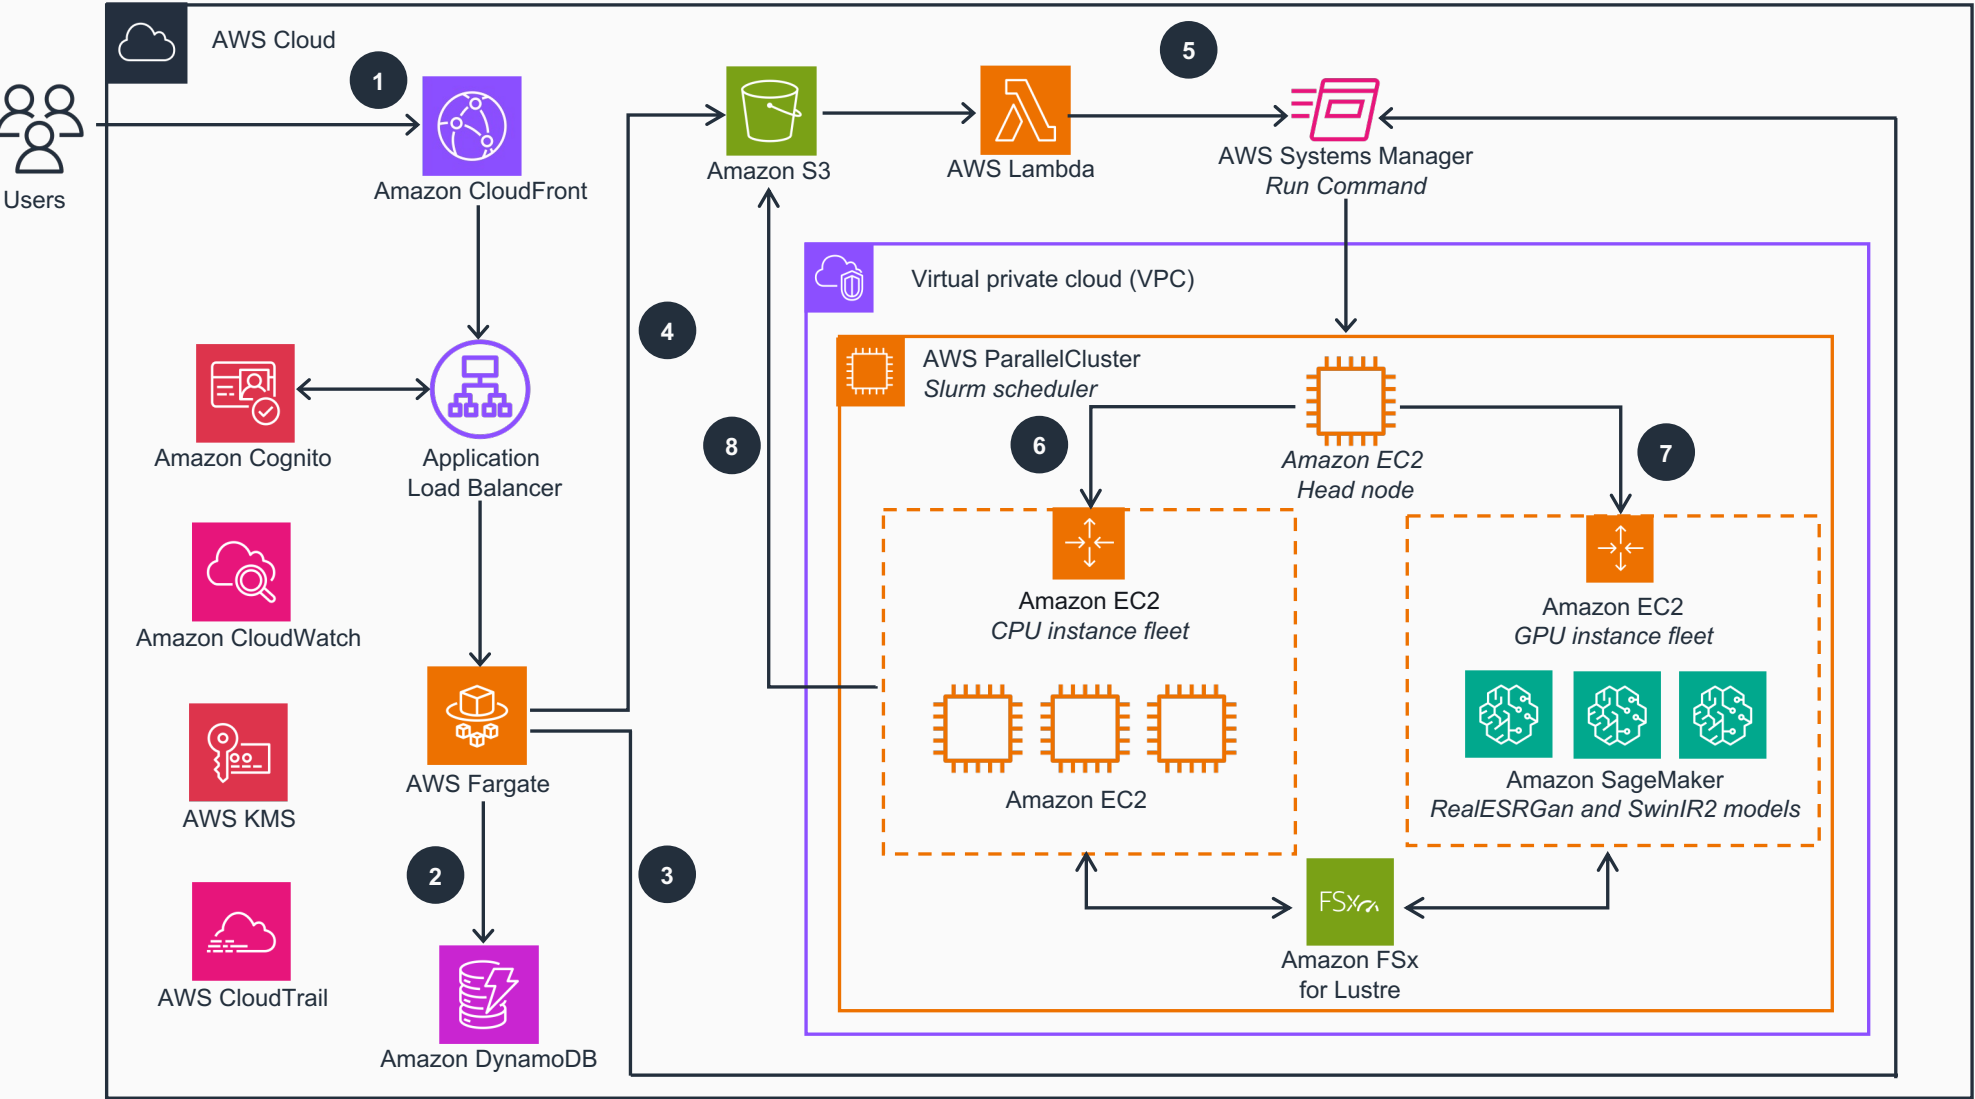 AWS Cloud
1
5
Users
Amazon CloudFront
Amazon S3
AWS Lambda
AWS Systems Manager
Run Command
Virtual private cloud (VPC)
4
AWS ParallelCluster
Slurm scheduler
8
6
7
Amazon EC2
Head node
Amazon Cognito
Application
Load Balancer
Amazon CloudWatch
Amazon EC2
CPU instance fleet
Amazon EC2
GPU instance fleet
AWS KMS
AWS Fargate
Amazon EC2
Amazon SageMaker
RealESRGan and SwinIR2 models
2
3
FSx
Amazon FSx
for Lustre
AWS CloudTrail
Amazon DynamoDB